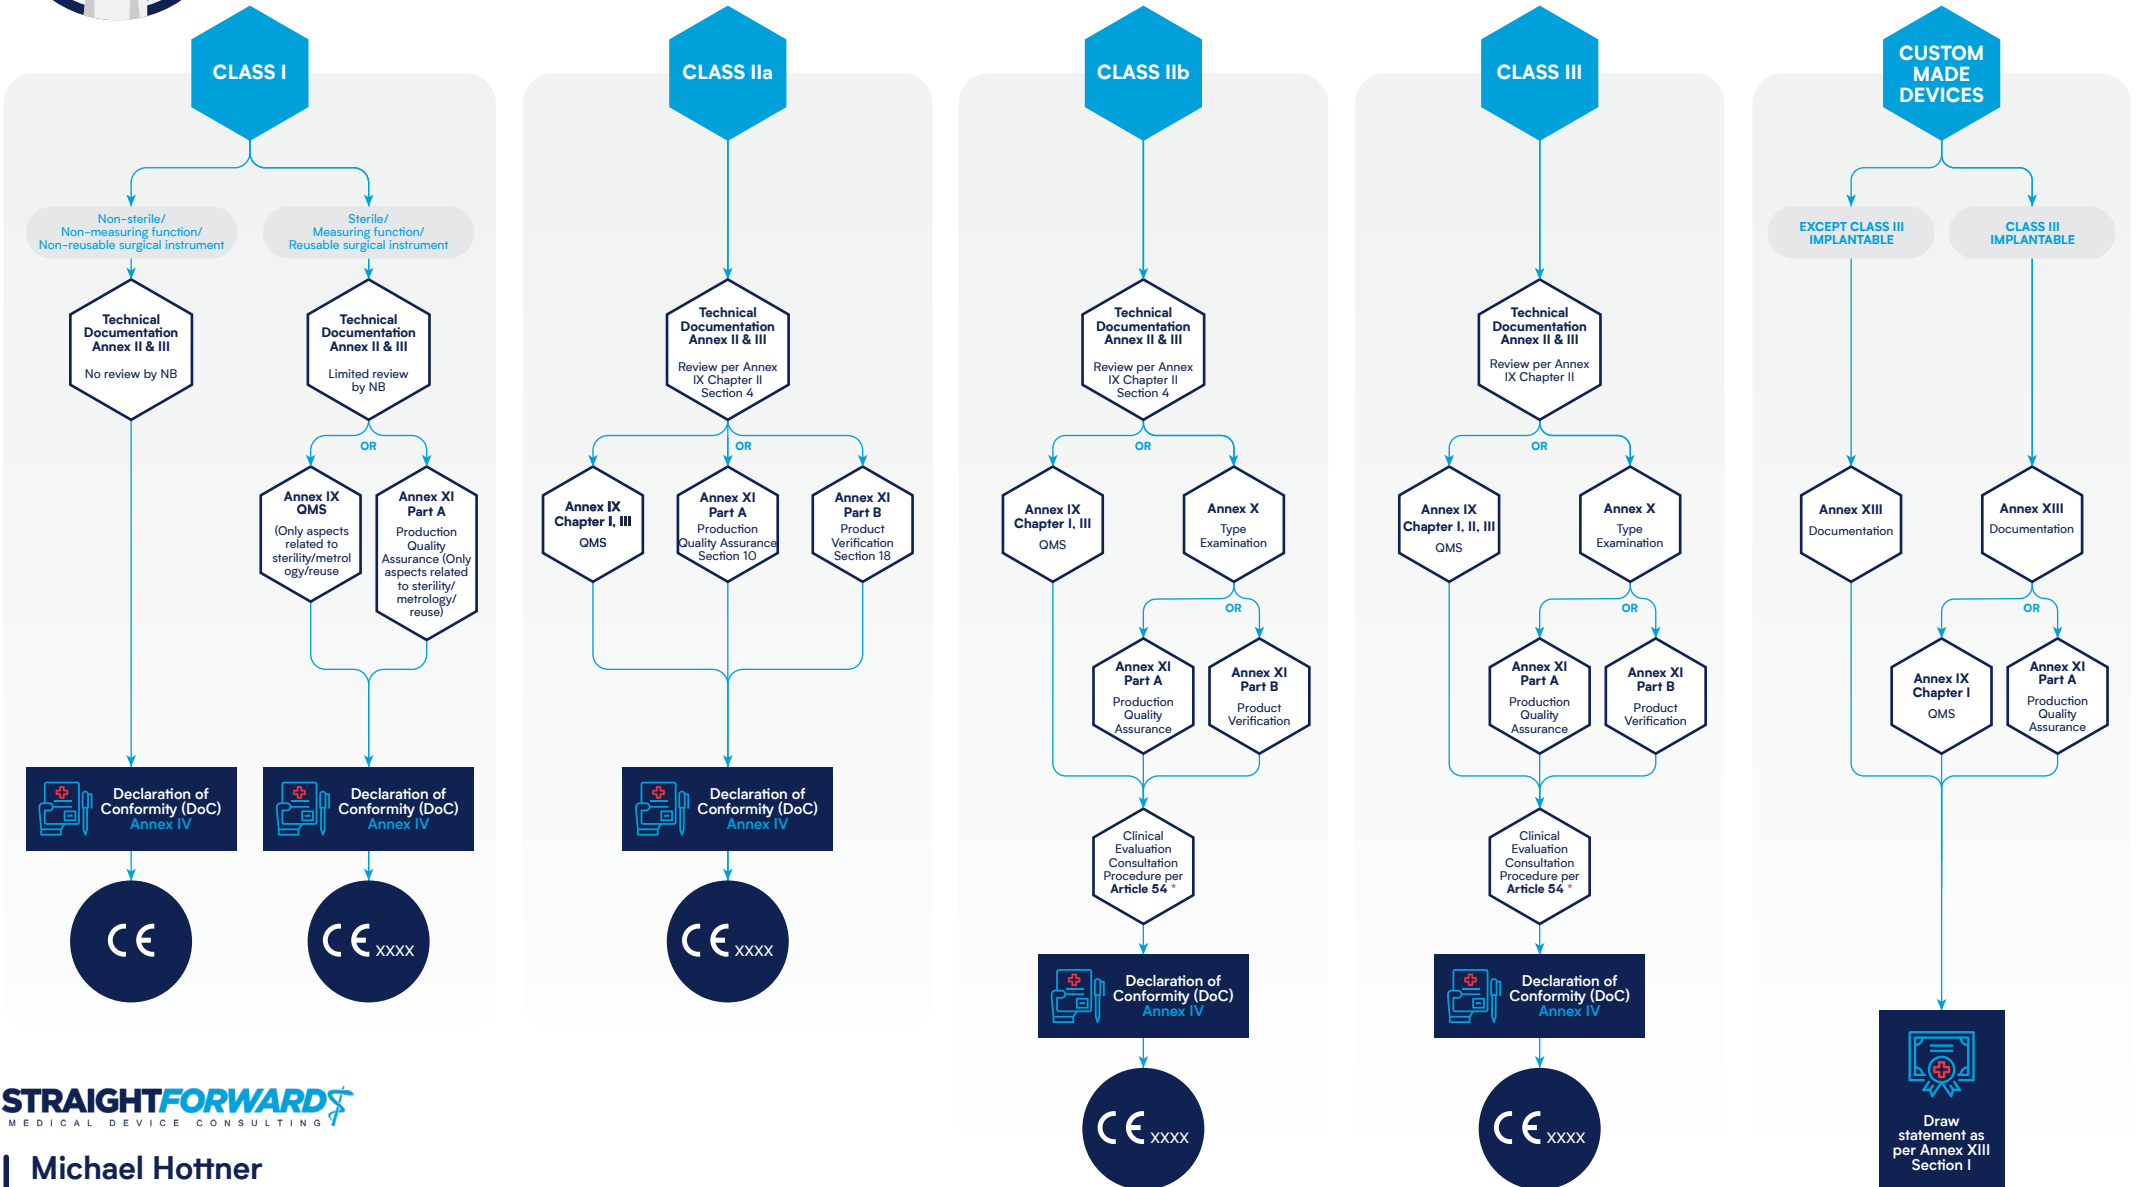 CLASS I
Non-sterile/
Non-measuring function/
Non-reusable surgical instrument
Technical
Documentation
Annex II & III
No review by NB
Declaration of
Conformity (DoC)
Annex IV
CE
Sterile/
Measuring function/
Reusable surgical instrument
Technical
Documentation
Annex II & III
Limited review
by NB
OR
Annex IX
QMS
(Only aspects
related to
sterility/metrol
ogy/reuse
Annex XI
Part A
Production
Quality
Assurance (Only
aspects related
to sterility/
metrology/
reuse)
Declaration of
Conformity (DoC)
Annex IV
CE XXXX
CLASS IIa
Technical
Documentation
Annex II & III
Review per Annex
IX Chapter II
Section 4
OR
Annex IX
Chapter I, III
QMS
Annex XI
Part A
Production
Quality Assurance
Section 10
Annex XI
Part B
Product
Verification
Section 18
Declaration of
Conformity (DoC)
Annex IV
CE XXXX
CLASS IIb
Technical
Documentation
Annex II & III
Review per Annex
IX Chapter II
Section 4
OR
Annex IX
Chapter I, III
QMS
Annex X
Type
Examination
OR
Annex XI
Part A
Production
Quality
Assurance
Annex XI
Part B
Product
Verification
Clinical
Evaluation
Consultation
Procedure per
Article 54 *
Declaration of
Conformity (DoC)
Annex IV
CE XXXX
CLASS III
Technical
Documentation
Annex II & III
Review per Annex
IX Chapter II
OR
Annex IX
Chapter I, II, III
QMS
Annex X
Type
Examination
OR
Annex XI
Part A
Production
Quality
Assurance
Annex XI
Part B
Product
Verification
Clinical
Evaluation
Consultation
Procedure per
Article 54 *
Declaration of
Conformity (DoC)
Annex IV
CE XXXX
CUSTOM
MADE
DEVICES
EXCEPT CLASS III
IMPLANTABLE
Annex XIII
Documentation
CLASS III
IMPLANTABLE
Annex XIII
Documentation
OR
Annex IX
Chapter I
QMS
Annex XI
Part A
Production
Quality
Assurance
Draw
statement as
per Annex XIII
Section I
STRAIGHTFORWARD
MEDICAL DEVICE CONSULTING
Michael Hottner